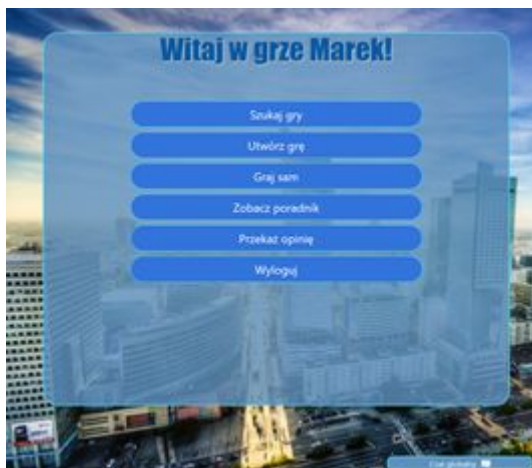 Witaj w grze Marek!
Szukaj gry
Utwórz grę
Graj sam
Zobacz poradnik
Przekaż opinię
Wyloguj